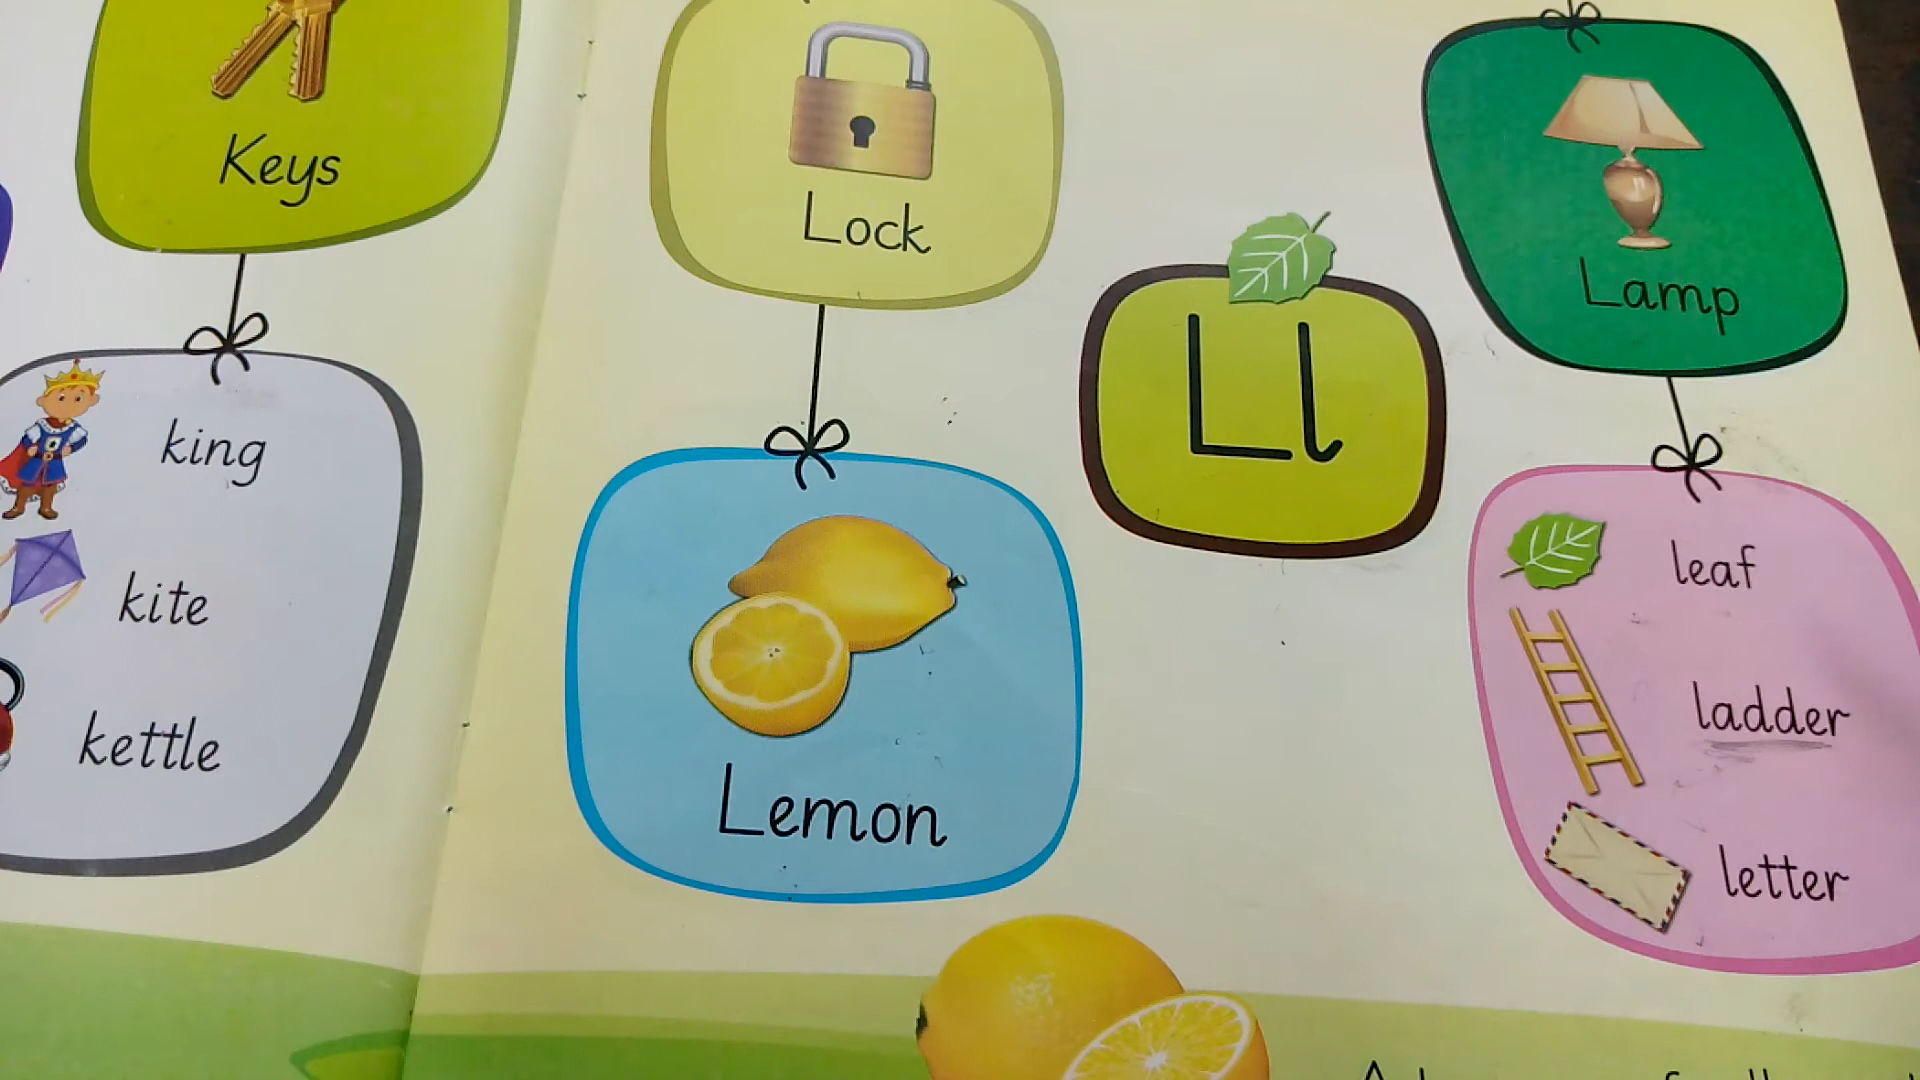 Keys
king
kite
kettle
Lock
Lemon
Ll
Lamp
leaf
ladder
letter